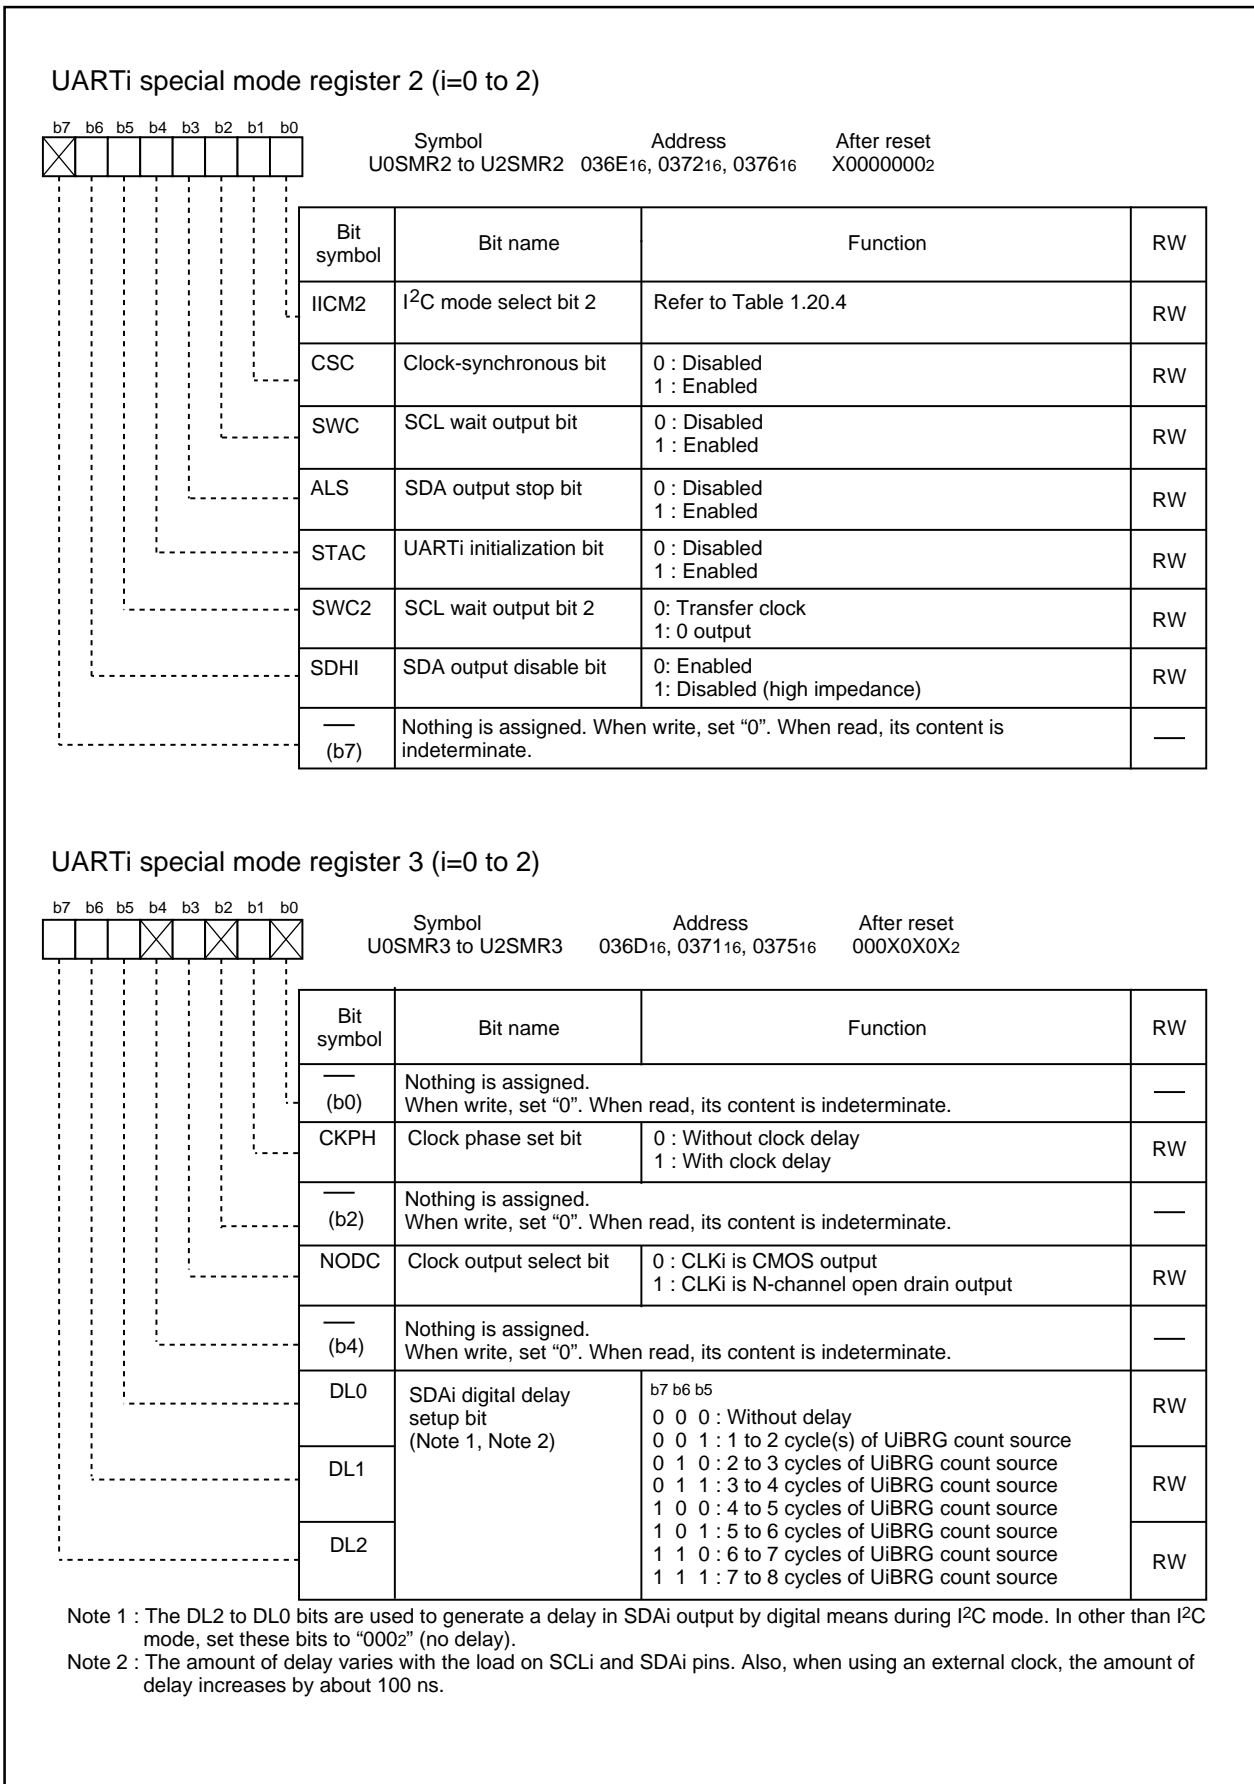 UARTi special mode register 2 (i=0 to 2)
b7 b6 b5 b4 b3 b2 b1 b0
Symbol Address After reset
U0SMR2 to U2SMR2 036E16, 037216, 037616 X00000002
Bit symbol Bit name Function RW
IICM2 I2C mode select bit 2 Refer to Table 1.20.4 RW
CSC Clock-synchronous bit 0 : Disabled
1 : Enabled RW
SWC SCL wait output bit 0 : Disabled
1 : Enabled RW
ALS SDA output stop bit 0 : Disabled
1 : Enabled RW
STAC UARTi initialization bit 0 : Disabled
1 : Enabled RW
SWC2 SCL wait output bit 2 0: Transfer clock
1: 0 output RW
SDHI SDA output disable bit 0: Enabled
1: Disabled (high impedance) RW
(b7) Nothing is assigned. When write, set “0”. When read, its content is
indeterminate.
UARTi special mode register 3 (i=0 to 2)
b7 b6 b5 b4 b3 b2 b1 b0
Symbol Address After reset
U0SMR3 to U2SMR3 036D16, 037116, 037516 000X0X0X2
Bit symbol Bit name Function RW
(b0) Nothing is assigned.
When write, set “0”. When read, its content is indeterminate.
CKPH Clock phase set bit 0 : Without clock delay
1 : With clock delay RW
(b2) Nothing is assigned.
When write, set “0”. When read, its content is indeterminate.
NODC Clock output select bit 0 : CLKi is CMOS output
1 : CLKi is N-channel open drain output RW
(b4) Nothing is assigned.
When write, set “0”. When read, its content is indeterminate.
DL0 SDAi digital delay
setup bit
(Note 1, Note 2) b7 b6 b5 RW
0 0 0 : Without delay
0 0 1 : 1 to 2 cycle(s) of UiBRG count source
0 1 0 : 2 to 3 cycles of UiBRG count source
DL1 0 1 1 : 3 to 4 cycles of UiBRG count source RW
1 0 0 : 4 to 5 cycles of UiBRG count source
1 0 1 : 5 to 6 cycles of UiBRG count source
DL2 1 1 0 : 6 to 7 cycles of UiBRG count source RW
1 1 1 : 7 to 8 cycles of UiBRG count source
Note 1 : The DL2 to DL0 bits are used to generate a delay in SDAi output by digital means during I2C mode. In other than I2C
mode, set these bits to “0002” (no delay).
Note 2 : The amount of delay varies with the load on SCLi and SDAi pins. Also, when using an external clock, the amount of
delay increases by about 100 ns.